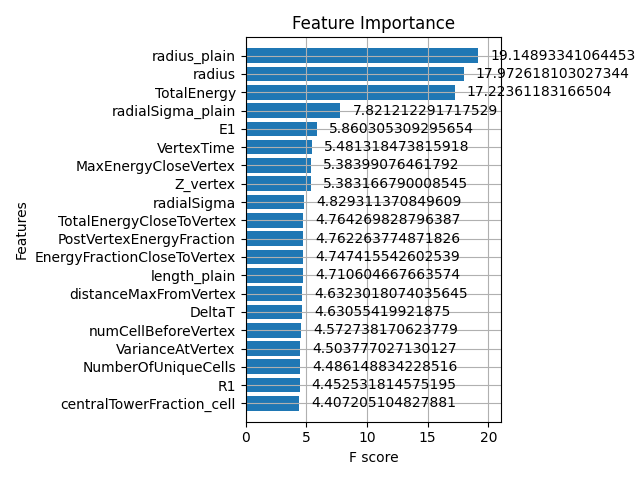 Feature Importance
radius_plain 19.14893341064453
radius 17.972618103027344
TotalEnergy 17.22361183166504
radialSigma_plain 7.821212291717529
E1 5.860305309295654
VertexTime 5.481318473815918
MaxEnergyCloseVertex 5.38399076461792
Z_vertex 5.383166790008545
radialSigma 4.829311370849609
TotalEnergyCloseToVertex 4.764269828796387
PostVertexEnergyFraction 4.762263774871826
EnergyFractionCloseToVertex 4.747415542602539
length_plain 4.710604667663574
distanceMaxFromVertex 4.6323018074035645
DeltaT 4.63055419921875
numCellBeforeVertex 4.572738170623779
VarianceAtVertex 4.503777027130127
NumberOfUniqueCells 4.486148834228516
R1 4.452531814575195
centralTowerFraction_cell 4.407205104827881
Features
0 5 10 15 20
F score